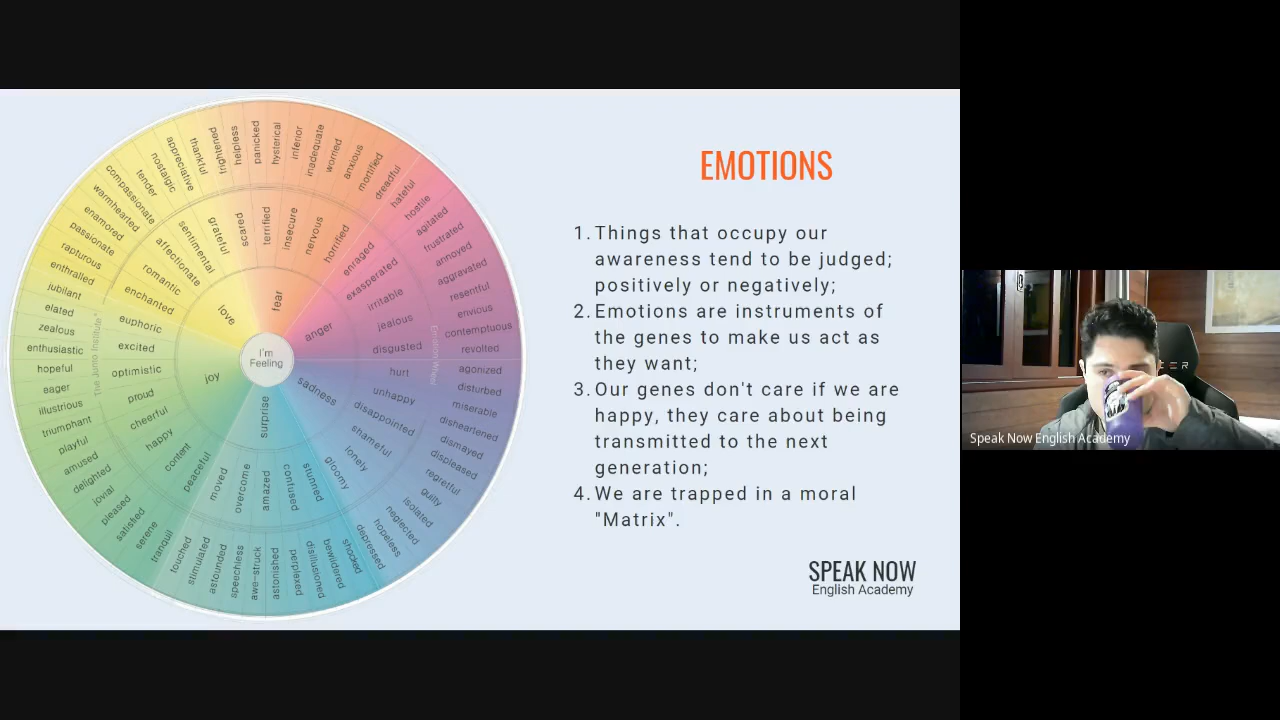 EMOTIONS
1. Things that occupy our
awareness tend to be judged;
positively or negatively;
2. Emotions are instruments of
the genes to make us act as
they want;
3. Our genes don't care if we are
happy, they care about being
transmitted to the next
generation;
4. We are trapped in a moral
"Matrix".
SPEAK NOW
English Academy
I'm
Feeling
fear
anger
sadness
surprise
joy
love
scared
terrified
insecure
nervous
horrified
enraged
exasperated
irritable
jealous
disgusted
hurt
unhappy
disappointed
shameful
lonely
gloomy
stunned
confused
amazed
overcome
moved
peaceful
content
happy
cheerful
proud
optimistic
excited
euphoric
enchanted
romantic
affectionate
sentimental
grateful
frightened
helpless
panicked
hysterical
inferior
inadequate
worried
anxious
mortified
dreadful
hateful
hostile
agitated
frustrated
annoyed
aggravated
resentful
envious
contemptuous
revolted
agonized
disturbed
miserable
disheartened
dismayed
displeased
regretful
guilty
isolated
neglected
hopeless
depressed
shocked
bewildered
disillusioned
perplexed
astonished
awe-struck
speechless
astounded
stimulated
touched
tranquil
serene
satisfied
pleased
jovial
delighted
amused
playful
triumphant
illustrious
eager
hopeful
enthusiastic
zealous
elated
jubilant
enthralled
rapturous
passionate
enamored
warmhearted
compassionate
tender
nostalgic
appreciative
thankful
The Junto Institute
Emotion Wheel
Speak Now English Academy